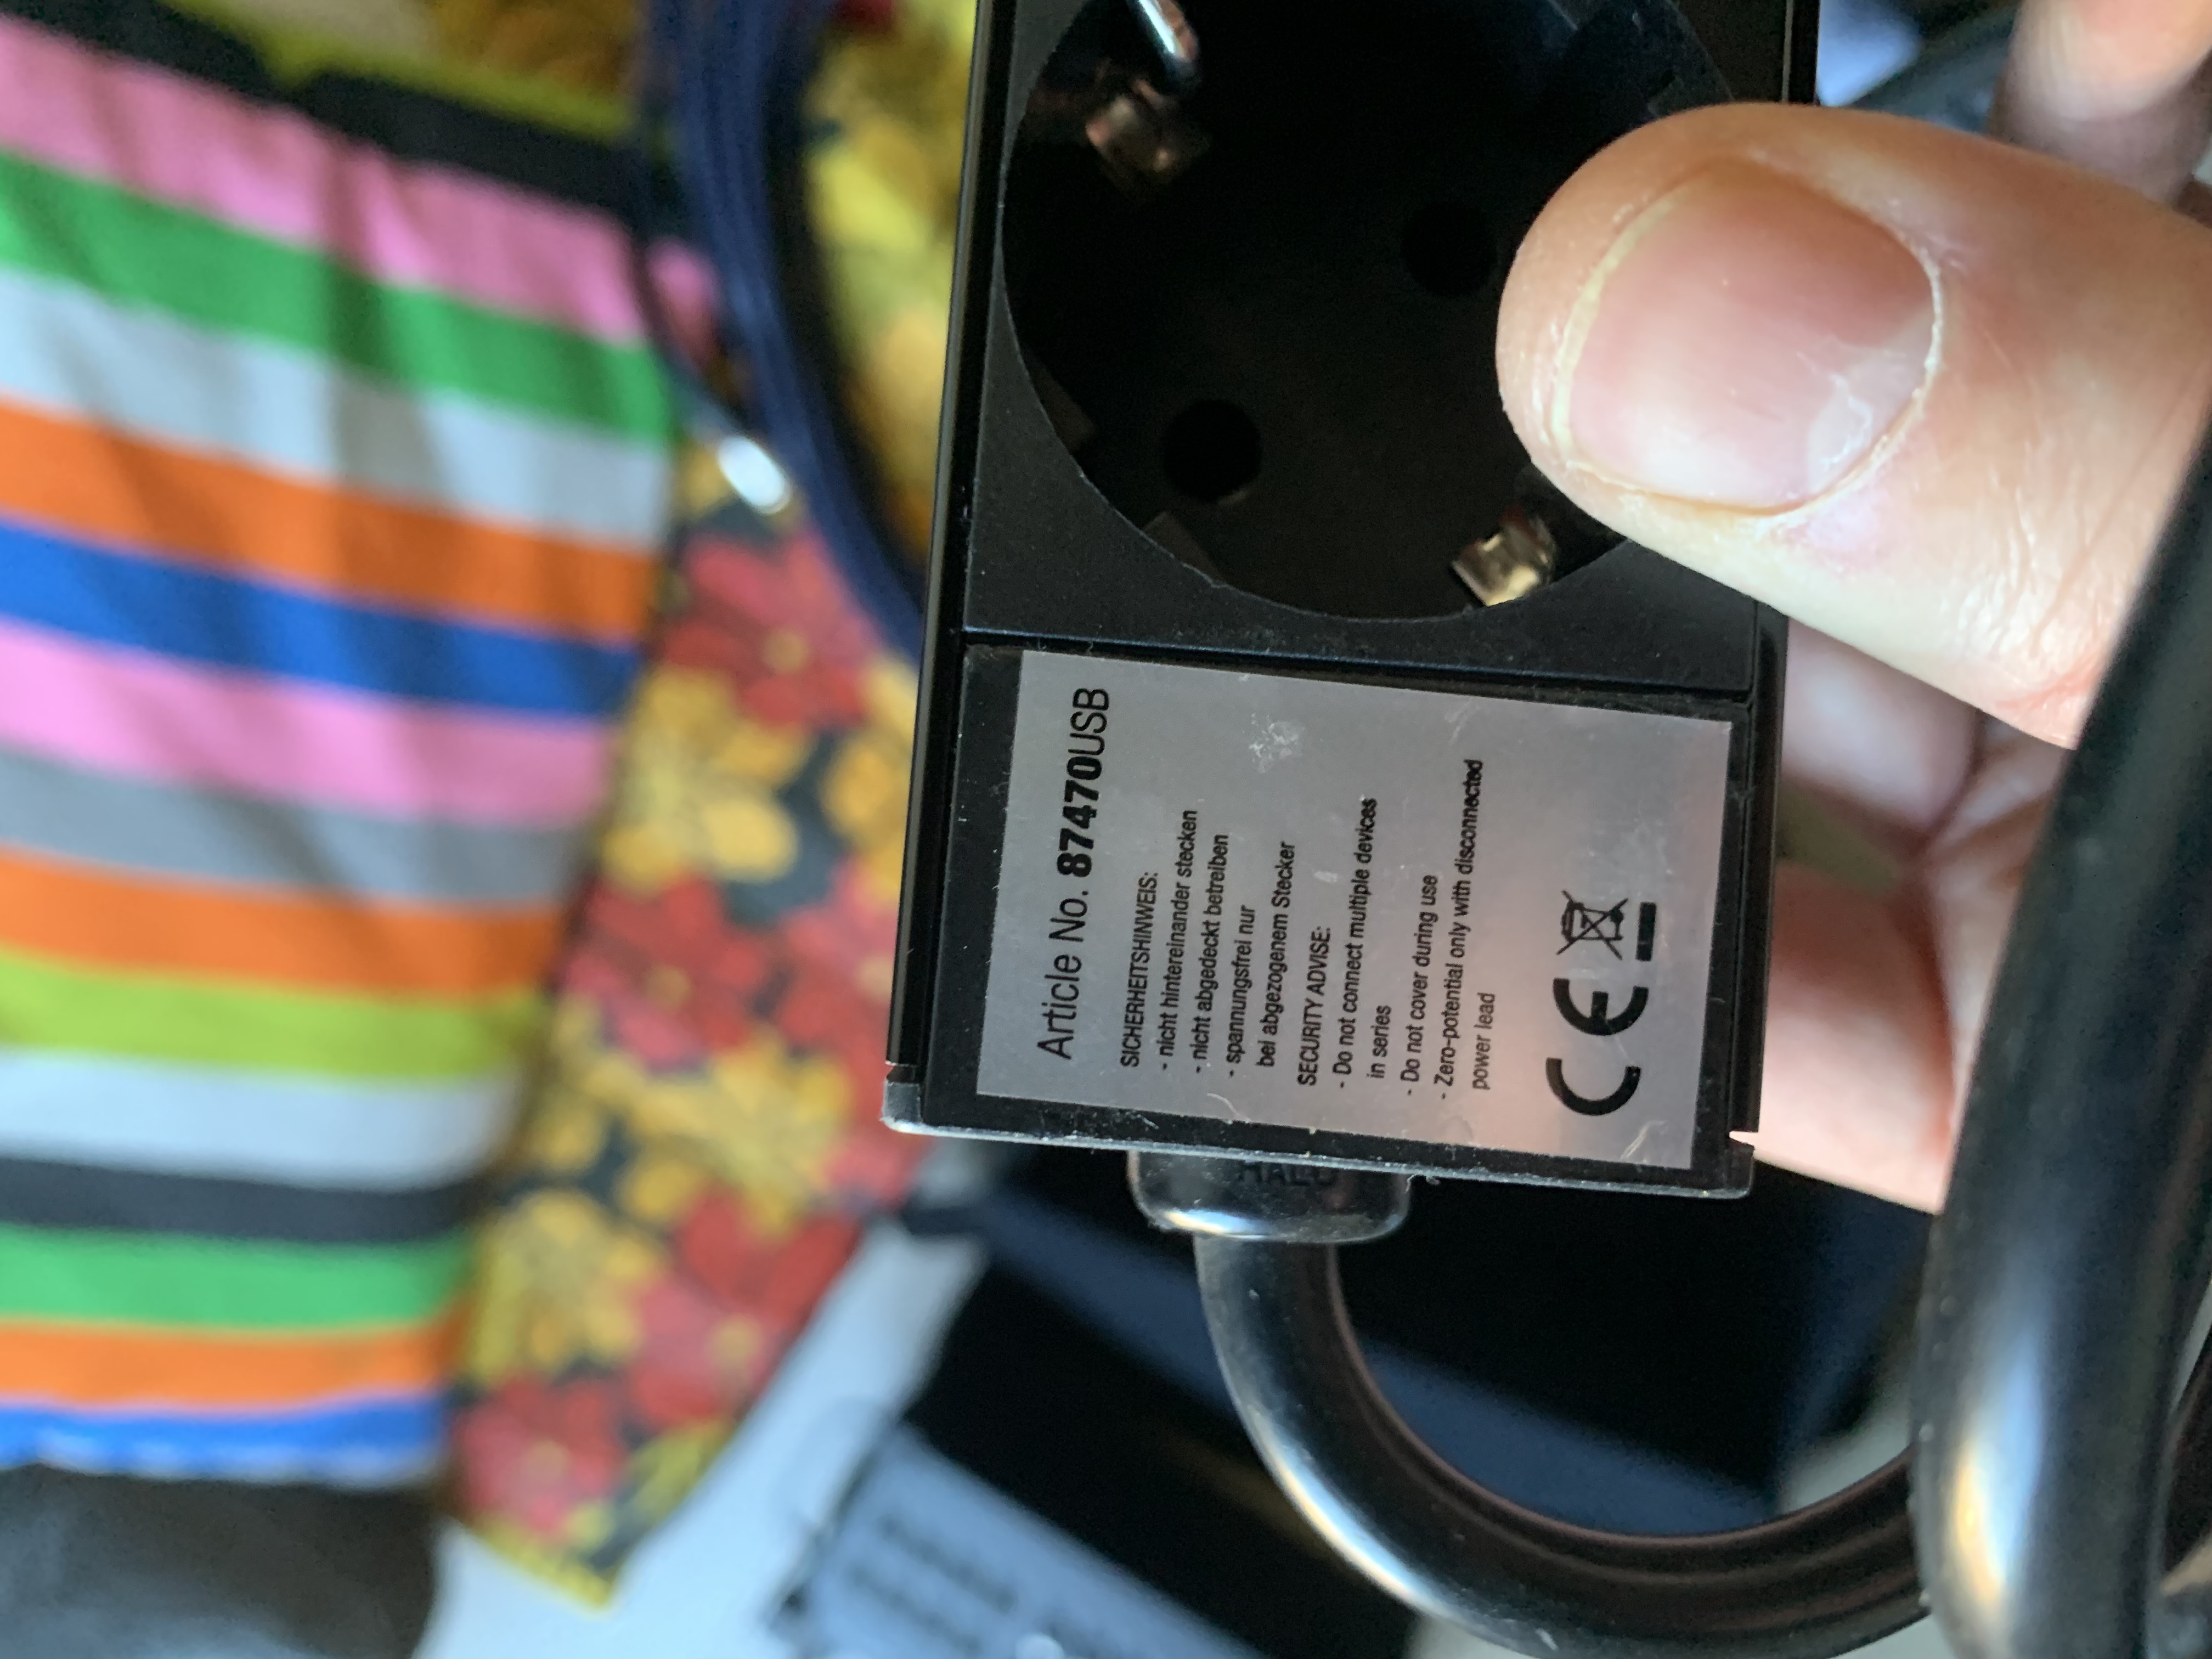 Article No. 87470USB
SICHERHEITSHINWEIS:
- nicht hintereinander stecken
- nicht abgedeckt betreiben
- spannungsfrei nur
bei abgezogenem Stecker
SECURITY ADVISE:
- Do not connect multiple devices
in series
- Do not cover during use
- Zero-potential only with disconnected
power lead
CE